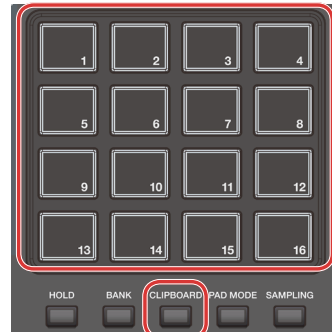 1 2 3 4
5 6 7 8
9 10 11 12
13 14 15 16
HOLD BANK CLIPBOARD PAD MODE SAMPLING